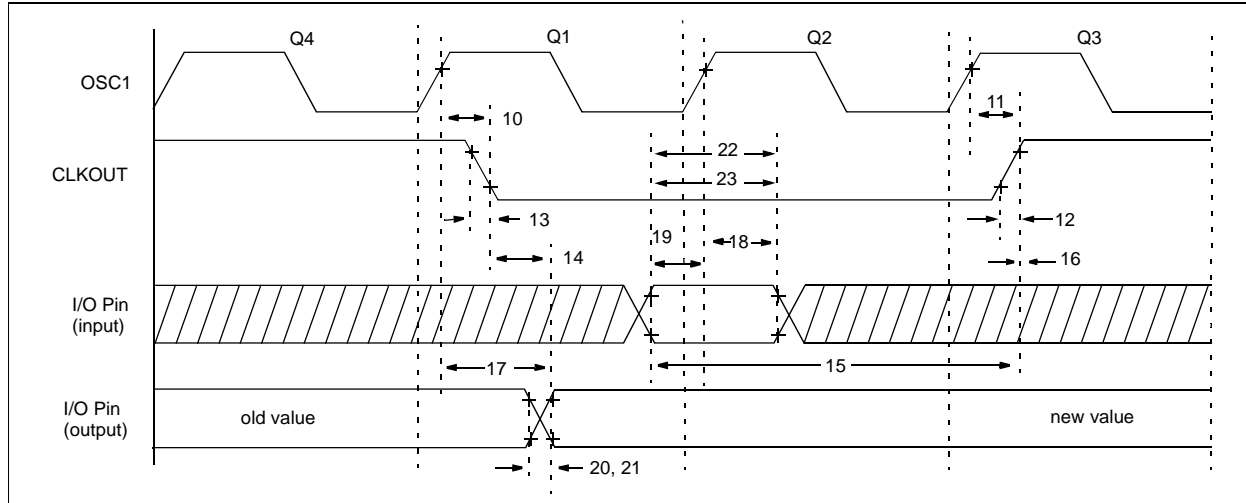 Q4 Q1 Q2 Q3
OSC1
10 11
22
CLKOUT
23
13 12
19 18
14 16
I/O Pin
(input)
17 15
I/O Pin
(output)
old value new value
20, 21